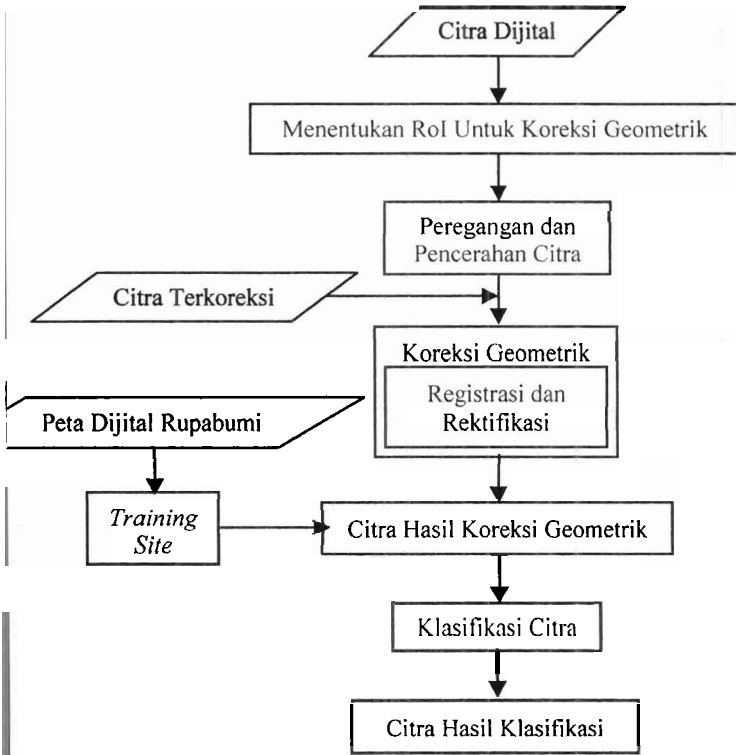 Citra Dijital
Menentukan RoI Untuk Koreksi Geometrik
Peregangan dan
Pencerahan Citra
Citra Terkoreksi
Koreksi Geometrik
Registrasi dan
Rektifikasi
Peta Dijital Rupabumi
Training
Site
Citra Hasil Koreksi Geometrik
Klasifikasi Citra
Citra Hasil Klasifikasi